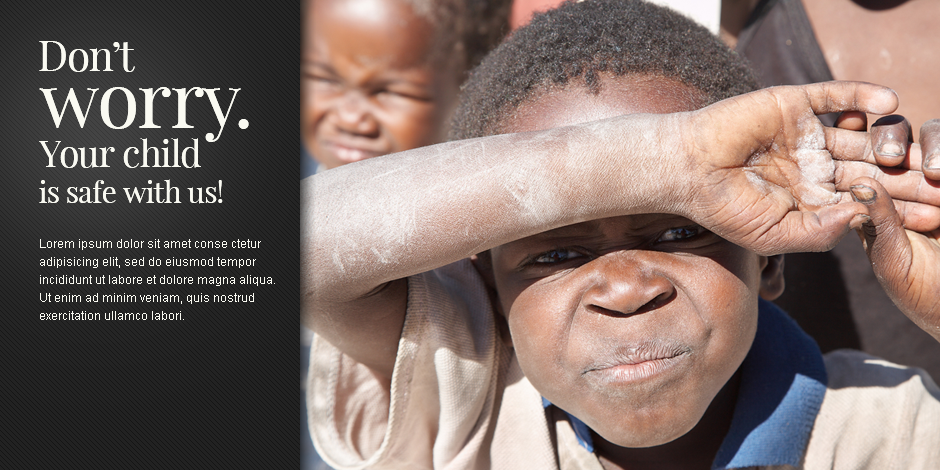 Don't
worry.
Your child
is safe with us!
Lorem ipsum dolor sit amet conse ctetur
adipisicing elit, sed do eiusmod tempor
incididunt ut labore et dolore magna aliqua.
Ut enim ad minim veniam, quis nostrud
exercitation ullamco labori.